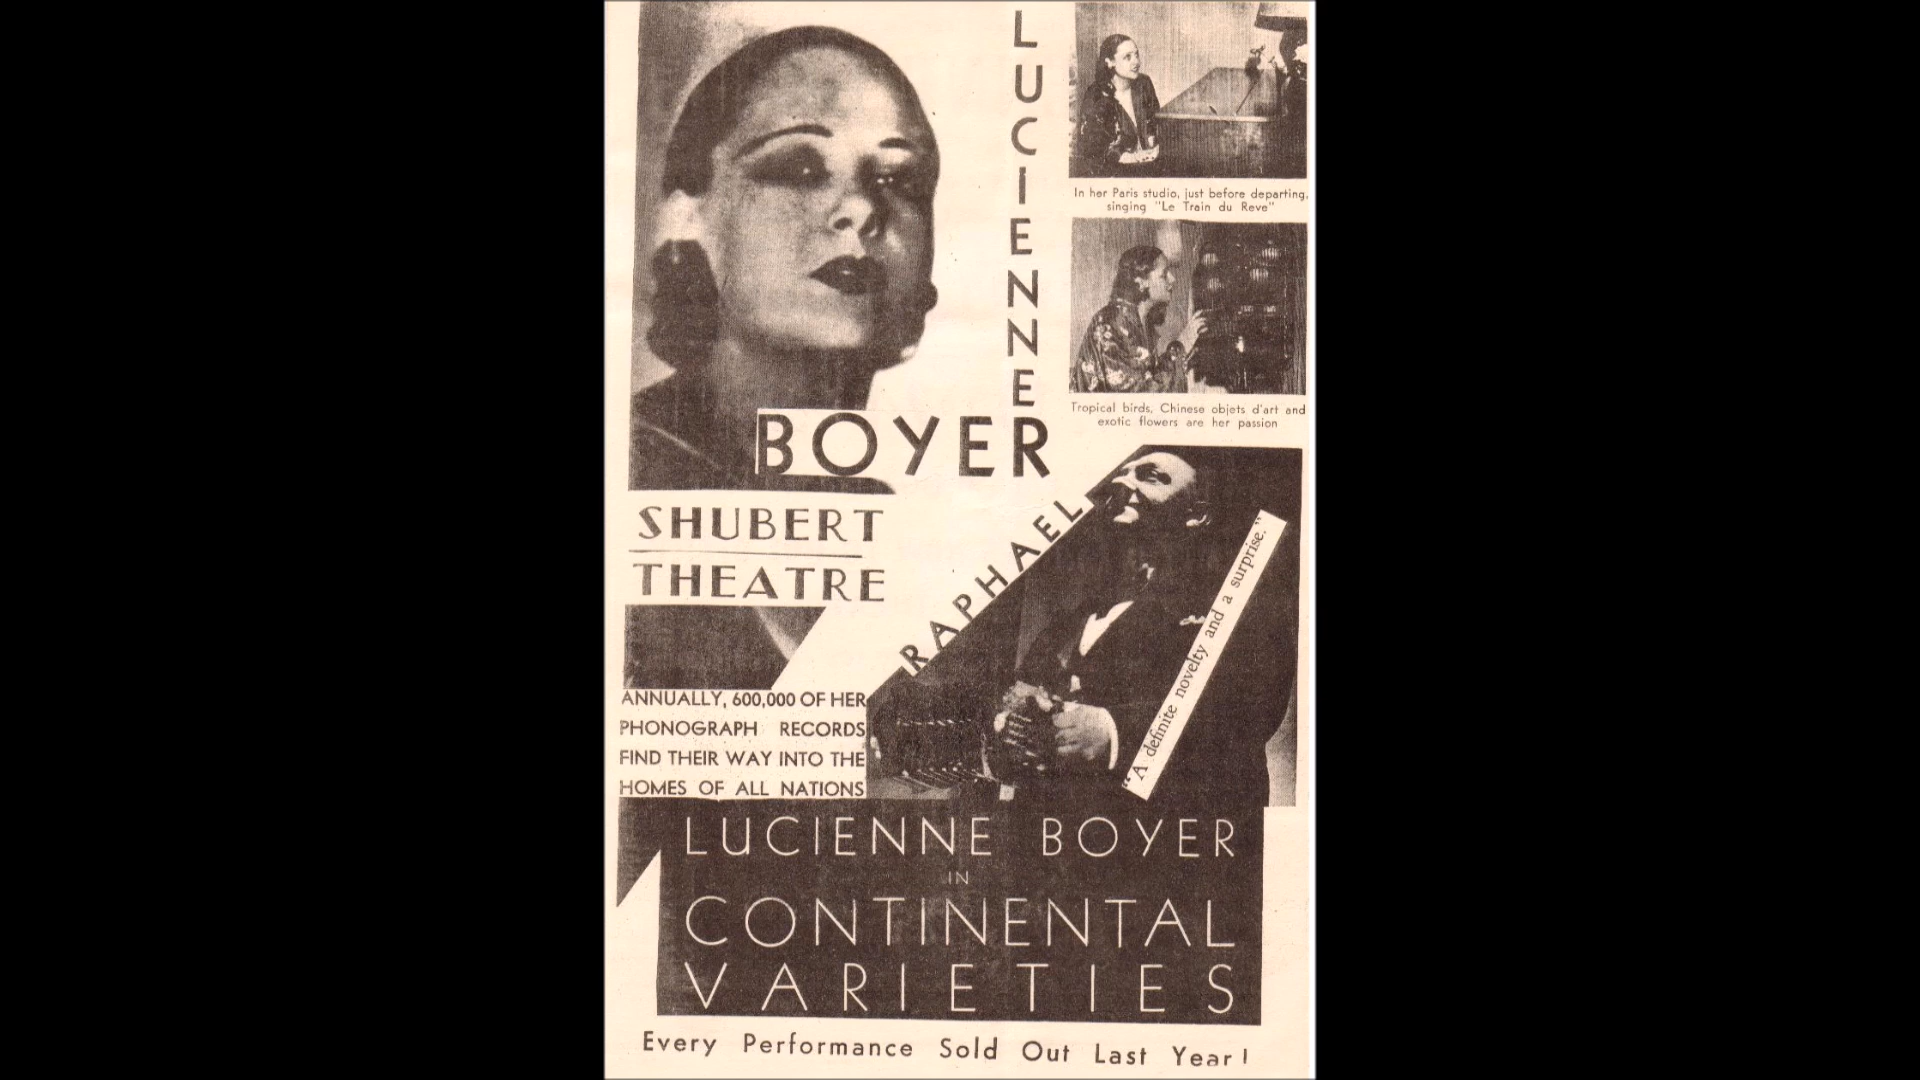 LUCIENNE
BOYER
In her Paris studio, just before departing,
singing "Le Train du Reve"
Tropical birds, Chinese objets d'art and
exotic flowers are her passion
SHUBERT
THEATRE
RAPHAEL
"A definite novelty and a surprise."
ANNUALLY, 600,000 OF HER
PHONOGRAPH RECORDS
FIND THEIR WAY INTO THE
HOMES OF ALL NATIONS
LUCIENNE BOYER
IN
CONTINENTAL
VARIETIES
Every Performance Sold Out Last Year!